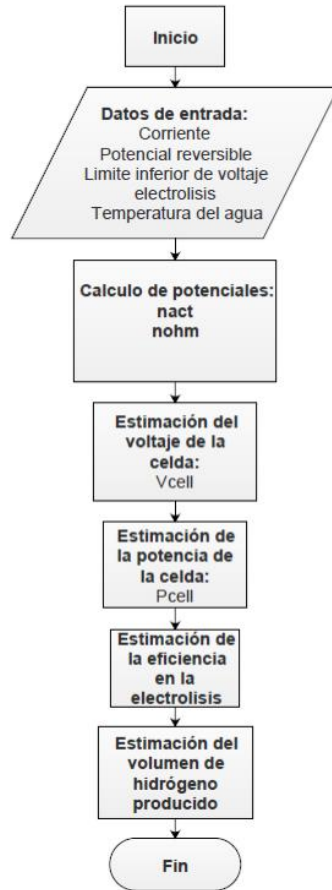 Inicio
Datos de entrada:
Corriente
Potencial reversible
Limite inferior de voltaje
electrolisis
Temperatura del agua
Calculo de potenciales:
nact
nohm
Estimación del
voltaje de la
celda:
Vcell
Estimación de
la potencia de
la celda:
Pcell
Estimación de
la eficiencia
en la
electrolisis
Estimación del
volumen de
hidrógeno
producido
Fin